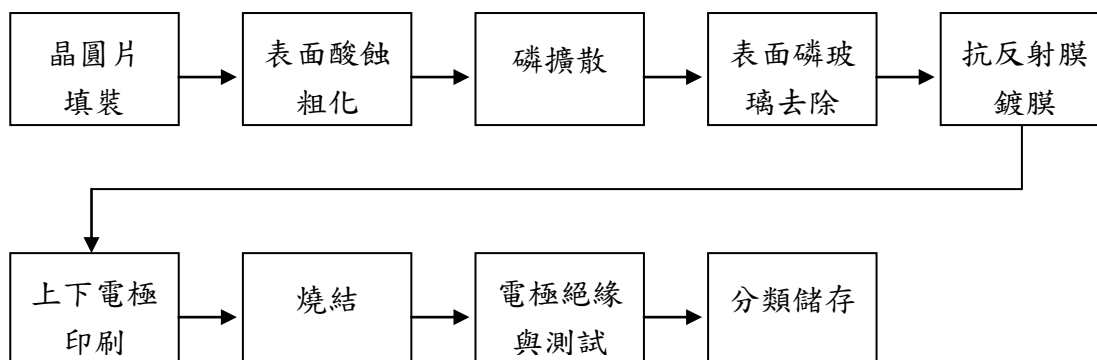 晶圓片
填裝
表面酸蝕
粗化
磷擴散
表面磷玻
璃去除
抗反射膜
鍍膜
上下電極
印刷
燒結
電極絕緣
與測試
分類儲存